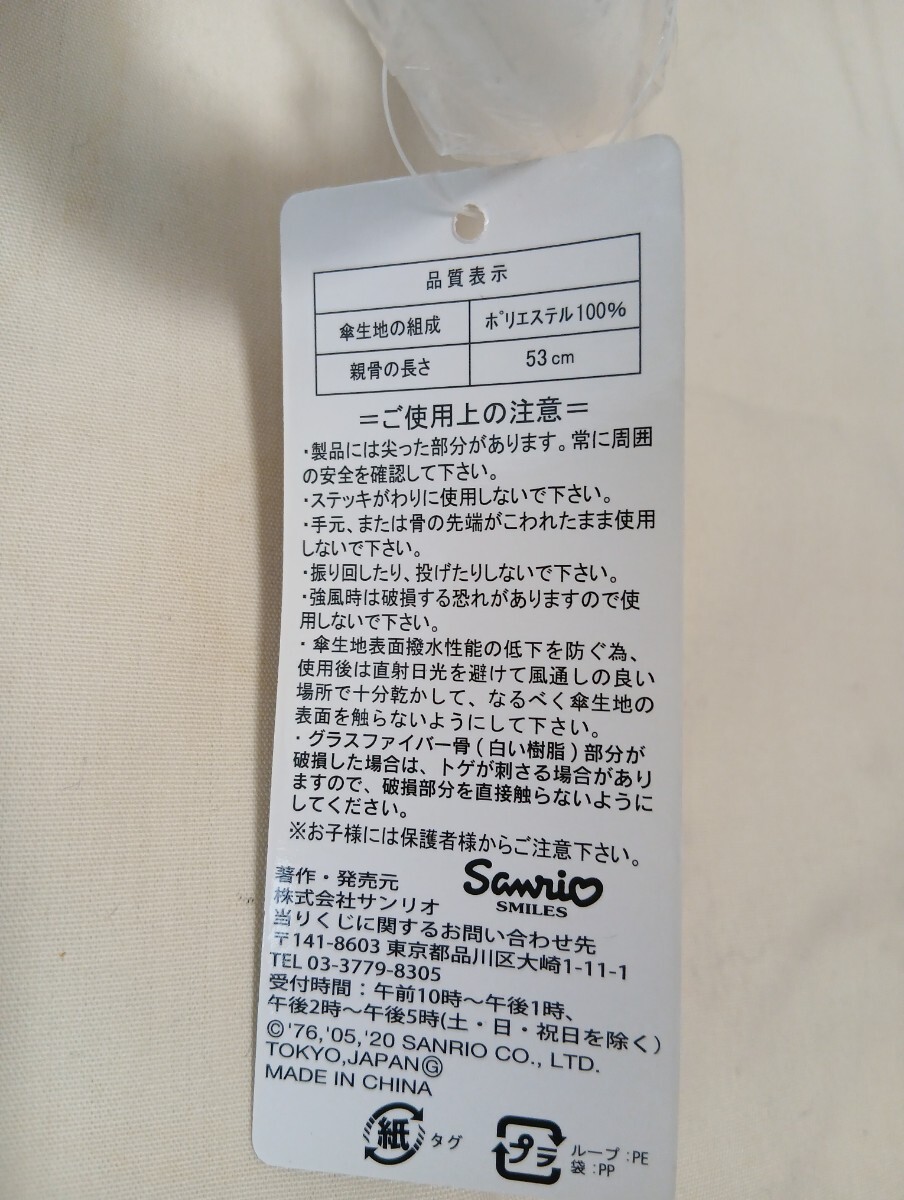 品質表示
傘生地の組成 ポリエステル100%
親骨の長さ 53cm
＝ご使用上の注意＝
・製品には尖った部分があります。常に周囲
の安全を確認して下さい。
・ステッキがわりに使用しないで下さい。
・手元、または骨の先端がこわれたまま使用
しないで下さい。
・振り回したり、投げたりしないで下さい。
・強風時は破損する恐れがありますので使
用しないで下さい。
・傘生地表面撥水性能の低下を防ぐ為、
使用後は直射日光を避けて風通しの良い
場所で十分乾かして、なるべく傘生地の
表面を触らないようにして下さい。
・グラスファイバー骨(白い樹脂)部分が
破損した場合は、トゲが刺さる場合があり
ますので、破損部分を直接触らないように
してください。
※お子様には保護者様からご注意下さい。
Sanrio
SMILES
著作・発売元
株式会社サンリオ
当りくじに関するお問い合わせ先
〒141-8603 東京都品川区大崎1-11-1
TEL 03-3779-8305
受付時間：午前10時～午後1時、
午後2時～午後5時(土・日・祝日を除く)
©'76,'05,'20 SANRIO CO., LTD.
TOKYO,JAPANⒼ
MADE IN CHINA
紙 タグ
プラ ループ:PE
袋:PP